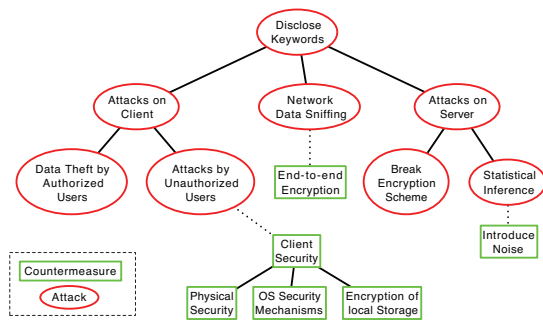 Disclose
Keywords
Attacks on
Client
Network
Data Sniffing
Attacks on
Server
Data Theft by
Authorized
Users
Attacks by
Unauthorized
Users
End-to-end
Encryption
Break
Encryption
Scheme
Statistical
Inference
Introduce
Noise
Client
Security
Physical
Security
OS Security
Mechanisms
Encryption of
local Storage
Countermeasure
Attack